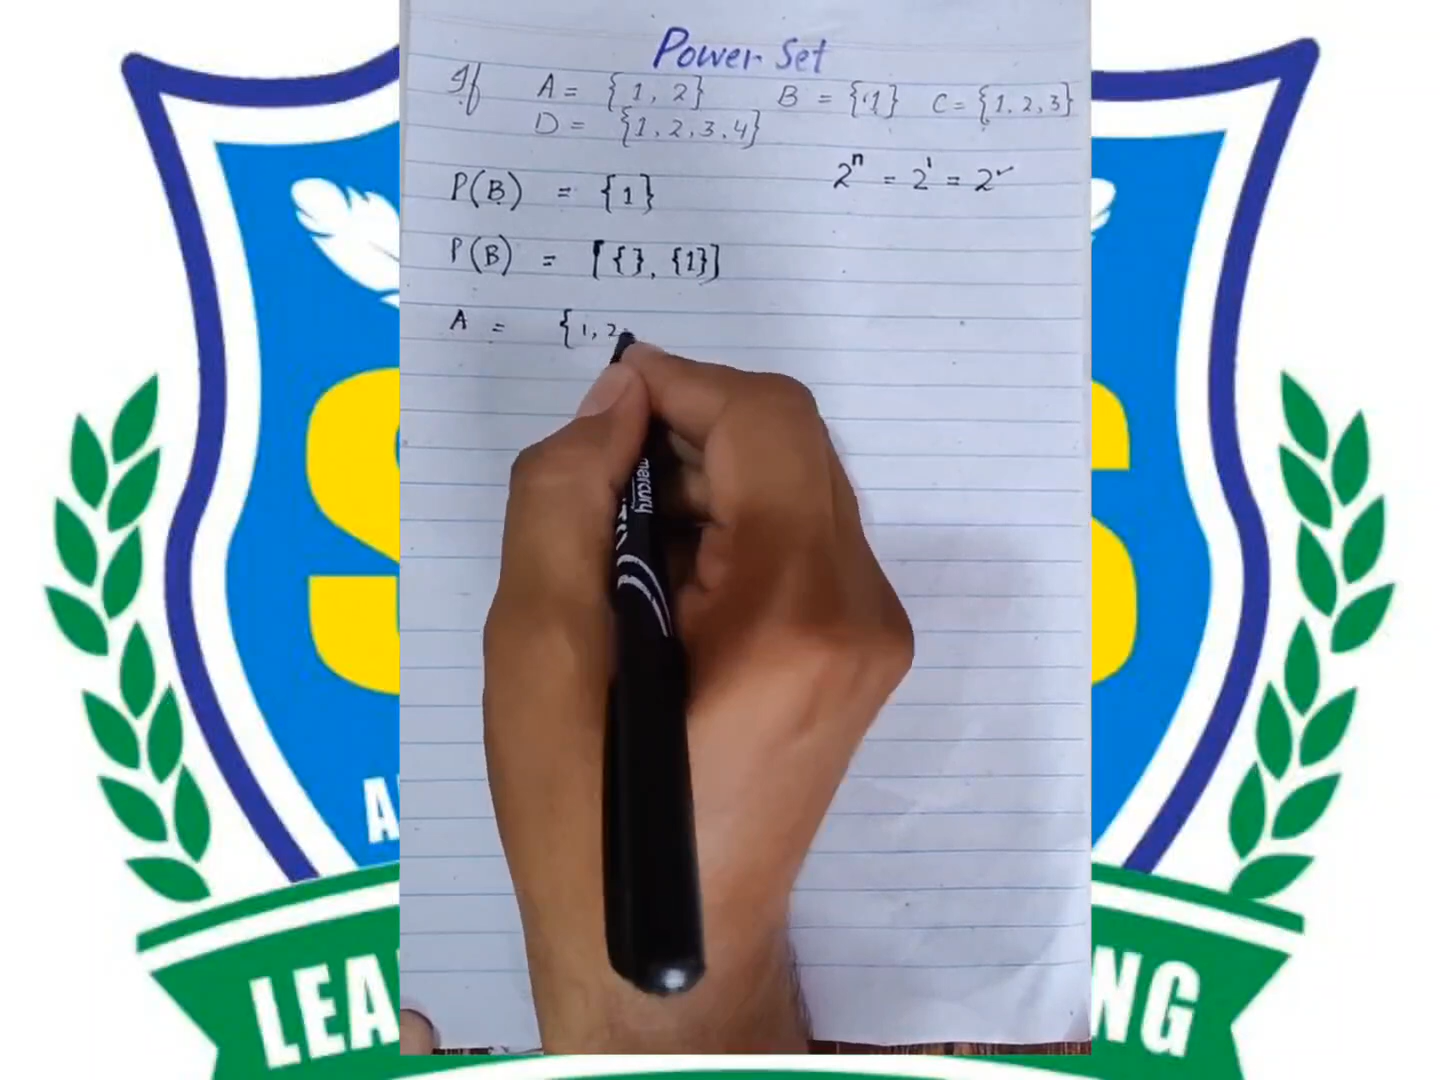 Power Set
If A = {1, 2} B = {1} C = {1, 2, 3}
D = {1, 2, 3, 4}
2ⁿ = 2¹ = 2
P(B) = {1}
P(B) = [{}, {1}]
A = {1, 2
mercury
S S
LEA NG